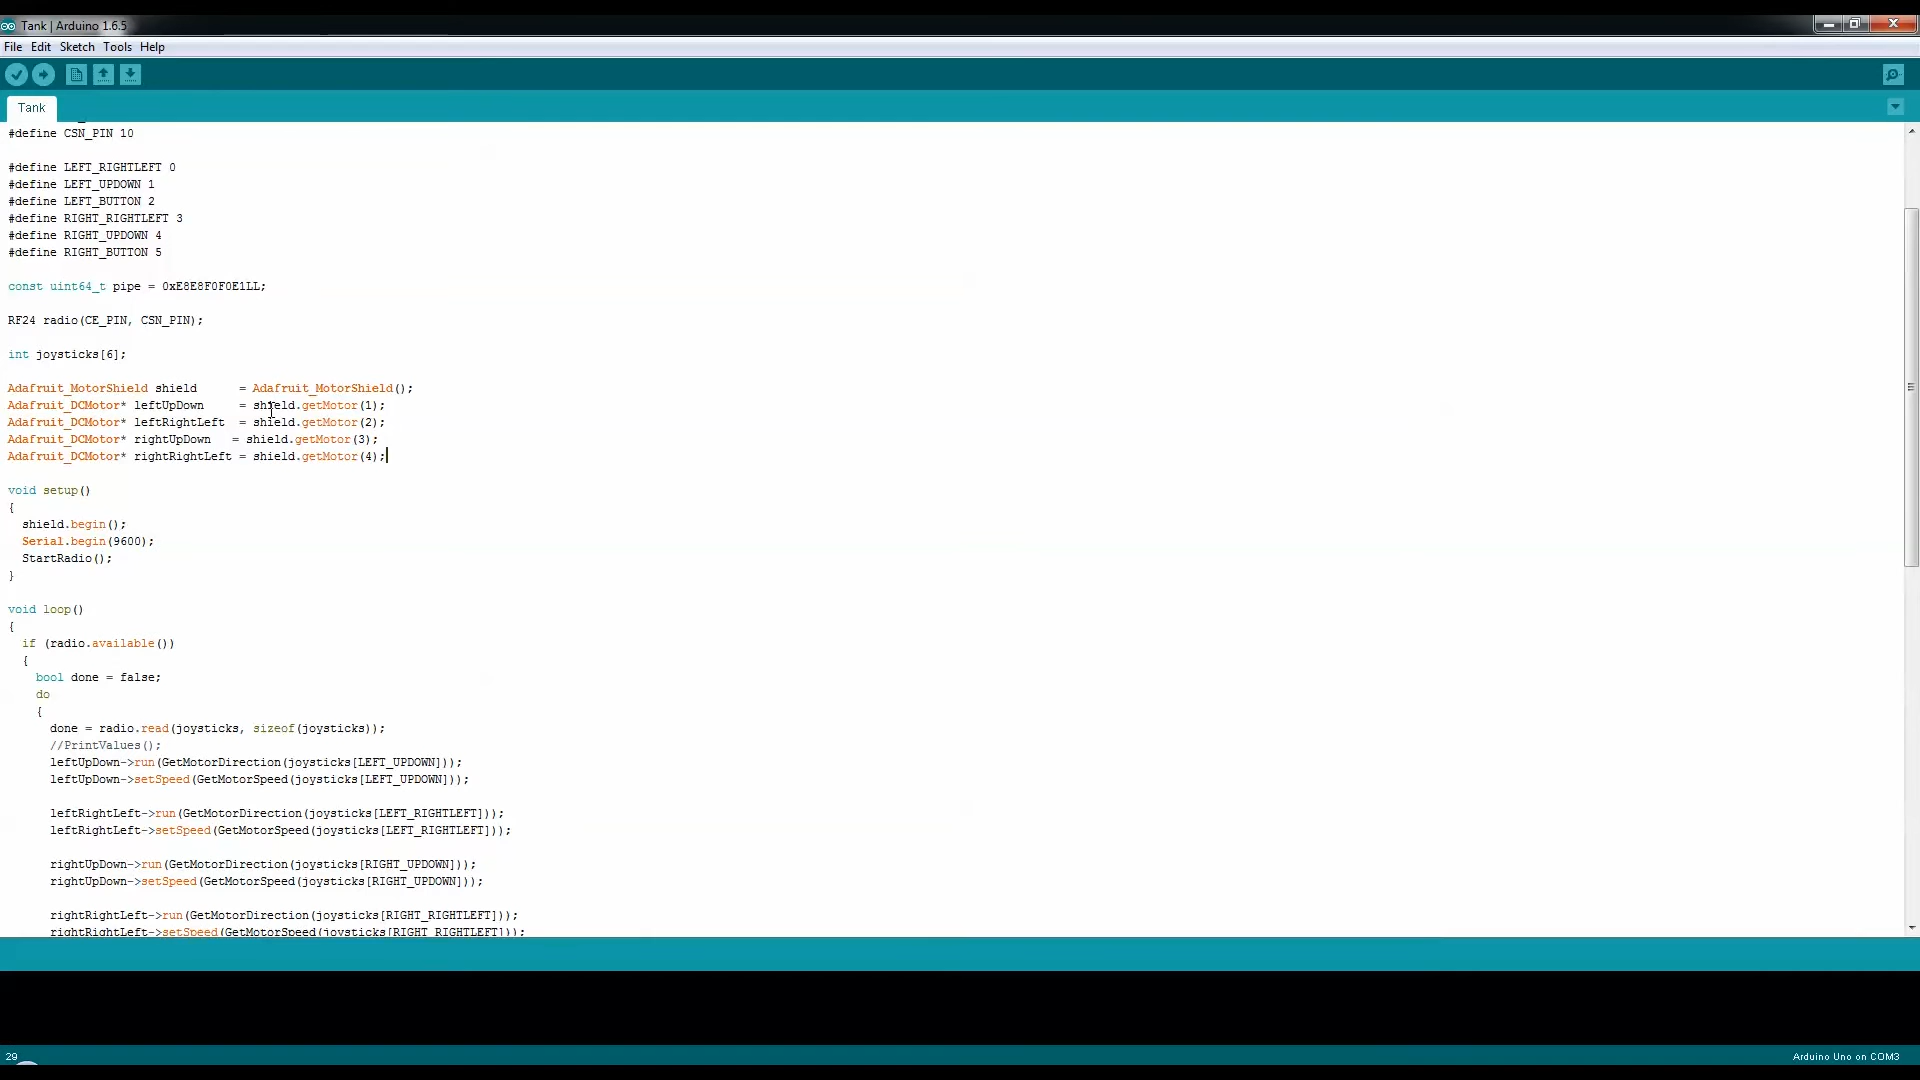 Tank | Arduino 1.6.5
File Edit Sketch Tools Help
Tank
#define CSN_PIN 10
#define LEFT_RIGHTLEFT 0
#define LEFT_UPDOWN 1
#define LEFT_BUTTON 2
#define RIGHT_RIGHTLEFT 3
#define RIGHT_UPDOWN 4
#define RIGHT_BUTTON 5
const uint64_t pipe = 0xE8E8F0F0E1LL;
RF24 radio(CE_PIN, CSN_PIN);
int joysticks[6];
Adafruit_MotorShield shield      = Adafruit_MotorShield();
Adafruit_DCMotor* leftUpDown     = shield.getMotor(1);
Adafruit_DCMotor* leftRightLeft  = shield.getMotor(2);
Adafruit_DCMotor* rightUpDown   = shield.getMotor(3);
Adafruit_DCMotor* rightRightLeft = shield.getMotor(4);
void setup()
{
  shield.begin();
  Serial.begin(9600);
  StartRadio();
}
void loop()
{
  if (radio.available())
  {
    bool done = false;
    do
    {
      done = radio.read(joysticks, sizeof(joysticks));
      //PrintValues();
      leftUpDown->run(GetMotorDirection(joysticks[LEFT_UPDOWN]));
      leftUpDown->setSpeed(GetMotorSpeed(joysticks[LEFT_UPDOWN]));
      leftRightLeft->run(GetMotorDirection(joysticks[LEFT_RIGHTLEFT]));
      leftRightLeft->setSpeed(GetMotorSpeed(joysticks[LEFT_RIGHTLEFT]));
      rightUpDown->run(GetMotorDirection(joysticks[RIGHT_UPDOWN]));
      rightUpDown->setSpeed(GetMotorSpeed(joysticks[RIGHT_UPDOWN]));
      rightRightLeft->run(GetMotorDirection(joysticks[RIGHT_RIGHTLEFT]));
      rightRightLeft->setSpeed(GetMotorSpeed(joysticks[RIGHT_RIGHTLEFT]));
29
Arduino Uno on COM3